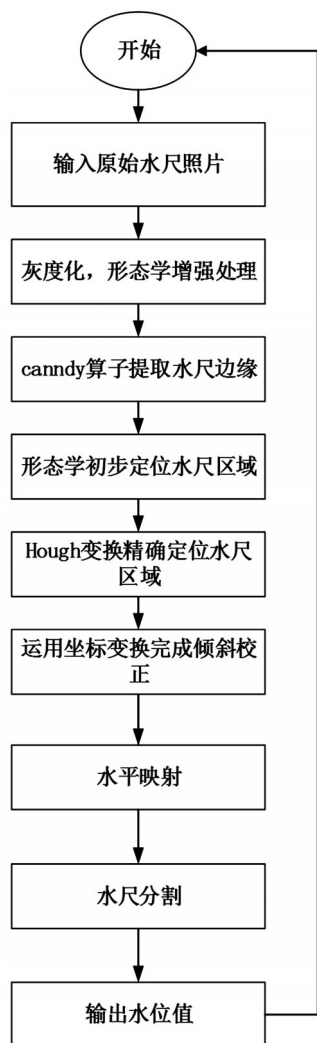 开始
输入原始水尺照片
灰度化，形态学增强处理
canndy算子提取水尺边缘
形态学初步定位水尺区域
Hough变换精确定位水尺
区域
运用坐标变换完成倾斜校
正
水平映射
水尺分割
输出水位值